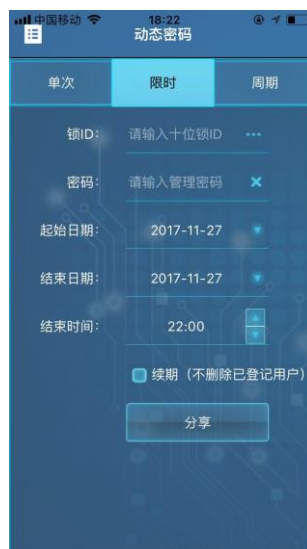 中国移动 18:22
动态密码
单次 限时 周期
锁ID: 请输入十位锁ID ...
密码: 请输入管理密码
起始日期: 2017-11-27
结束日期: 2017-11-27
结束时间: 22:00
续期（不删除已登记用户）
分享